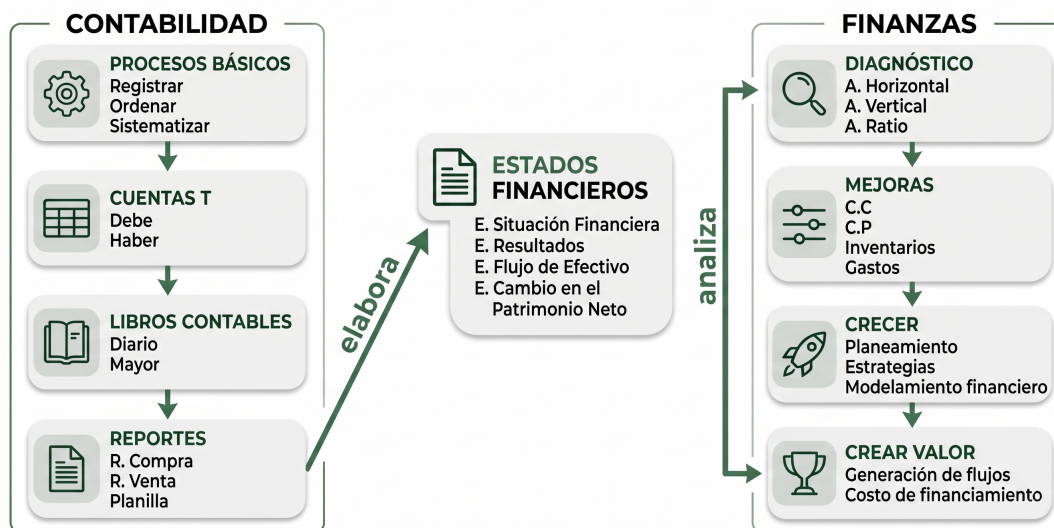 CONTABILIDAD
PROCESOS BÁSICOS
Registrar
Ordenar
Sistematizar
CUENTAS T
Debe
Haber
LIBROS CONTABLES
Diario
Mayor
REPORTES
R. Compra
R. Venta
Planilla
elabora
ESTADOS
FINANCIEROS
E. Situación Financiera
E. Resultados
E. Flujo de Efectivo
E. Cambio en el
Patrimonio Neto
analiza
FINANZAS
DIAGNÓSTICO
A. Horizontal
A. Vertical
A. Ratio
MEJORAS
C.C
C.P
Inventarios
Gastos
CRECER
Planeamiento
Estrategias
Modelamiento financiero
CREAR VALOR
Generación de flujos
Costo de financiamiento